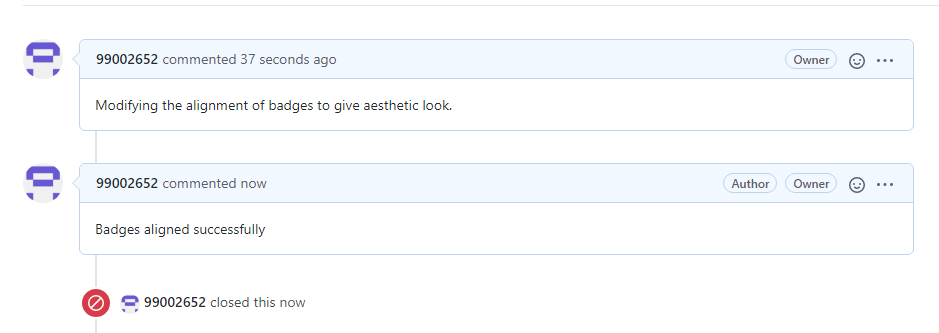 99002652 commented 37 seconds ago Owner
Modifying the alignment of badges to give aesthetic look.
99002652 commented now Author Owner
Badges aligned successfully
99002652 closed this now